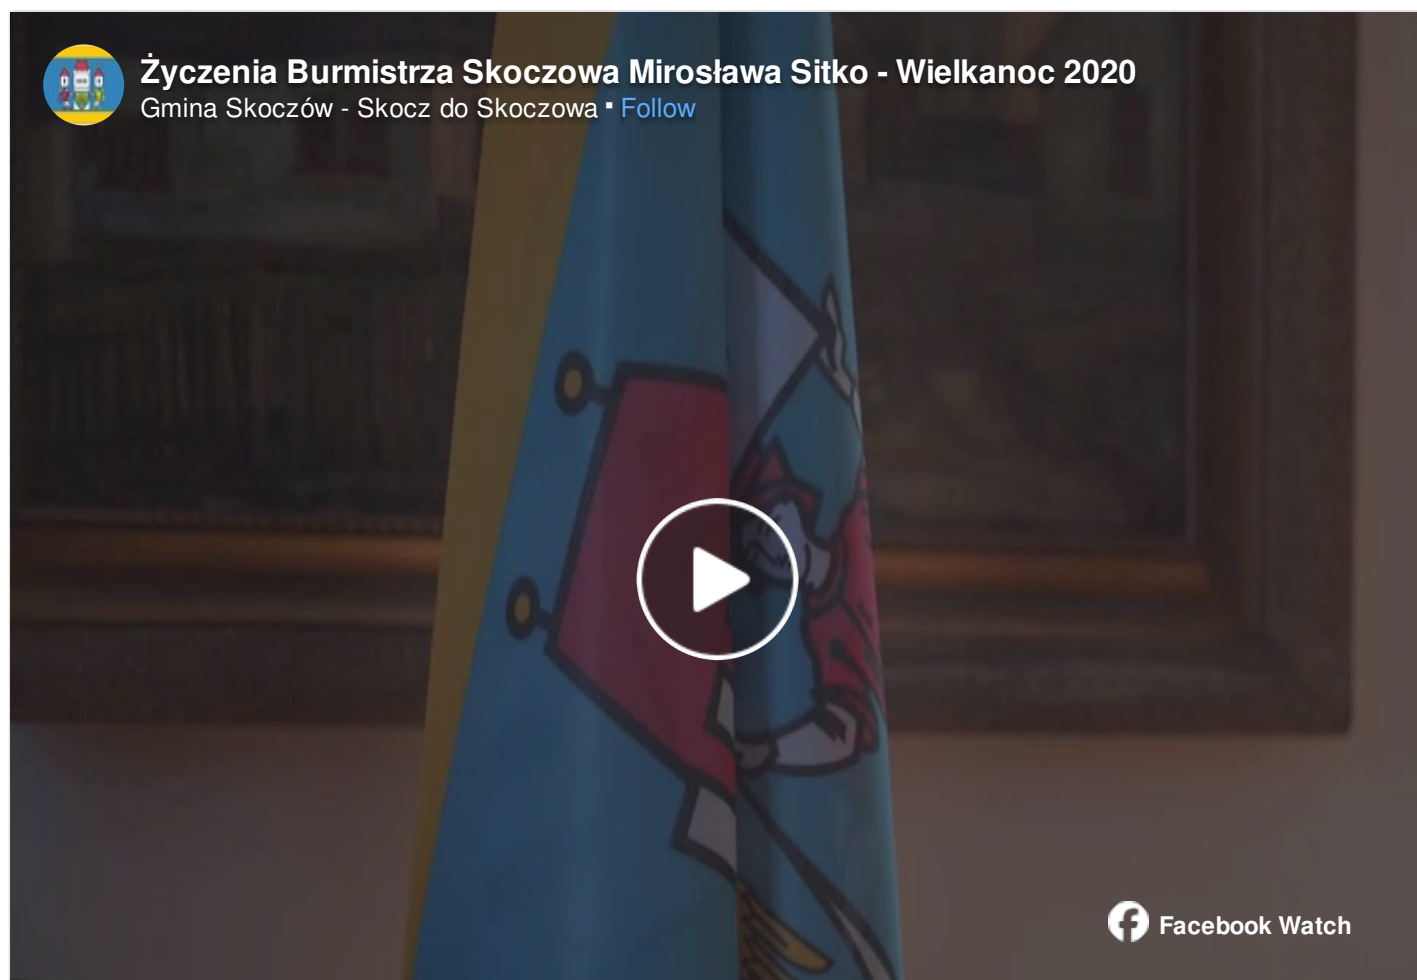 Życzenia Burmistrza Skoczowa Mirosława Sitko - Wielkanoc 2020
Gmina Skoczów - Skocz do Skoczowa · Follow
Facebook Watch